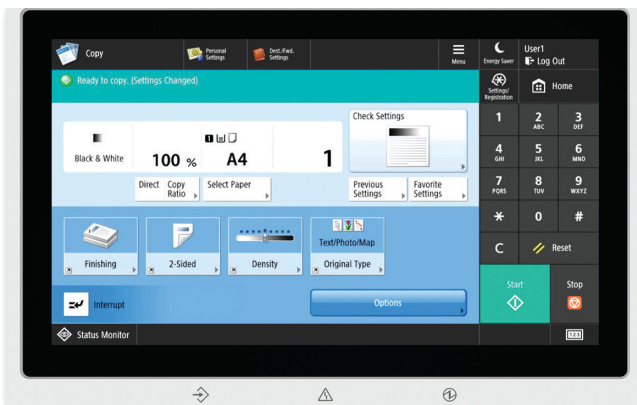 Copy
Personal
Settings
Dest./Fwd.
Settings
Menu
Energy Saver
User1
Log Out
Ready to copy. (Settings Changed)
Settings/
Registration
Home
Check Settings
1
Black & White
100 %
A4
1
Direct
Copy
Ratio
Select Paper
Previous
Settings
Favorite
Settings
1
2
ABC
3
DEF
4
GHI
5
JKL
6
MNO
7
PQRS
8
TUV
9
WXYZ
*
0
#
C
Reset
Text/Photo/Map
Finishing
2-Sided
Density
Original Type
Interrupt
Options
Start
Stop
Status Monitor
123